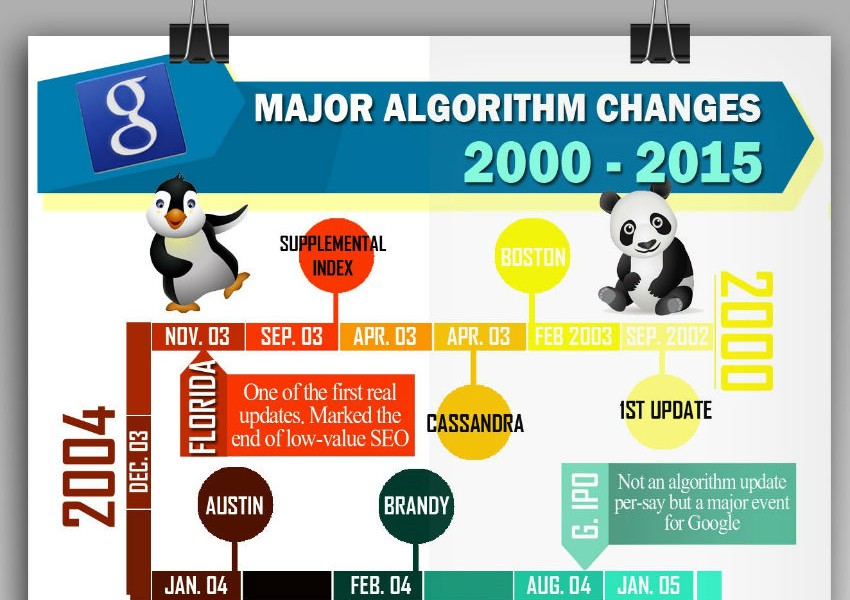 g
MAJOR ALGORITHM CHANGES
2000 - 2015
SUPPLEMENTAL
INDEX
BOSTON
2000
NOV. 03
SEP. 03
APR. 03
APR. 03
FEB 2003
SEP. 2002
FLORIDA
One of the first real
updates. Marked the
end of low-value SEO
CASSANDRA
1ST UPDATE
2004
DEC. 03
AUSTIN
BRANDY
G. IPO
Not an algorithm update
per-say but a major event
for Google
JAN. 04
FEB. 04
AUG. 04
JAN. 05